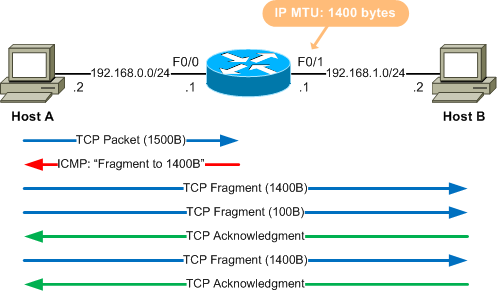 IP MTU: 1400 bytes
F0/0
F0/1
192.168.0.0/24
192.168.1.0/24
.2
.1
.1
.2
Host A
Host B
TCP Packet (1500B)
ICMP: “Fragment to 1400B”
TCP Fragment (1400B)
TCP Fragment (100B)
TCP Acknowledgment
TCP Fragment (1400B)
TCP Acknowledgment